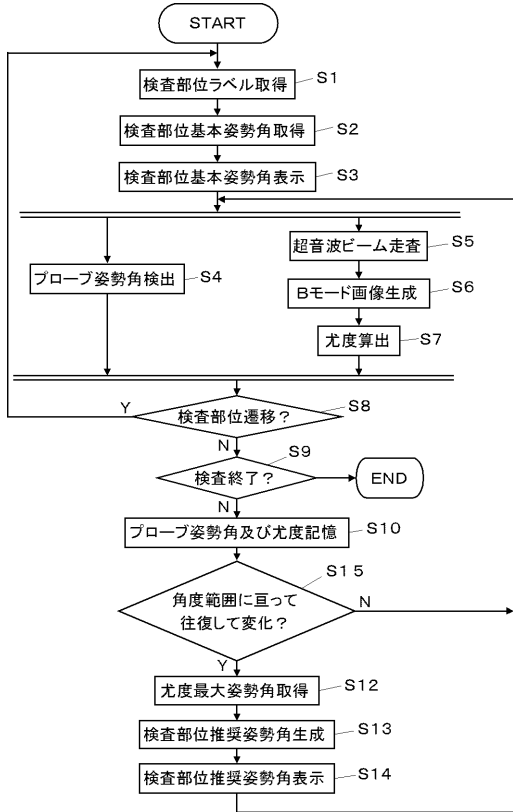 START
検査部位ラベル取得
S1
検査部位基本姿勢角取得
S2
検査部位基本姿勢角表示
S3
プローブ姿勢角検出
S4
超音波ビーム走査
S5
Bモード画像生成
S6
尤度算出
S7
検査部位遷移?
S8
Y
N
検査終了?
S9
END
N
プローブ姿勢角及び尤度記憶
S10
角度範囲に亘って
往復して変化?
S15
N
Y
尤度最大姿勢角取得
S12
検査部位推奨姿勢角生成
S13
検査部位推奨姿勢角表示
S14